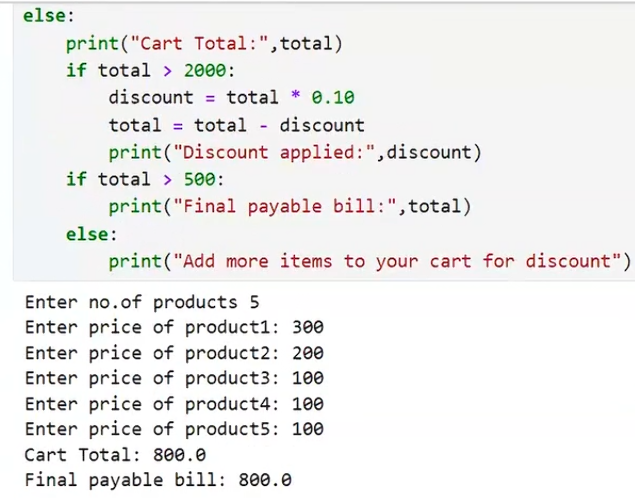 else:
    print("Cart Total:",total)
    if total > 2000:
        discount = total * 0.10
        total = total - discount
        print("Discount applied:",discount)
    if total > 500:
        print("Final payable bill:",total)
    else:
        print("Add more items to your cart for discount")
Enter no.of products 5
Enter price of product1: 300
Enter price of product2: 200
Enter price of product3: 100
Enter price of product4: 100
Enter price of product5: 100
Cart Total: 800.0
Final payable bill: 800.0